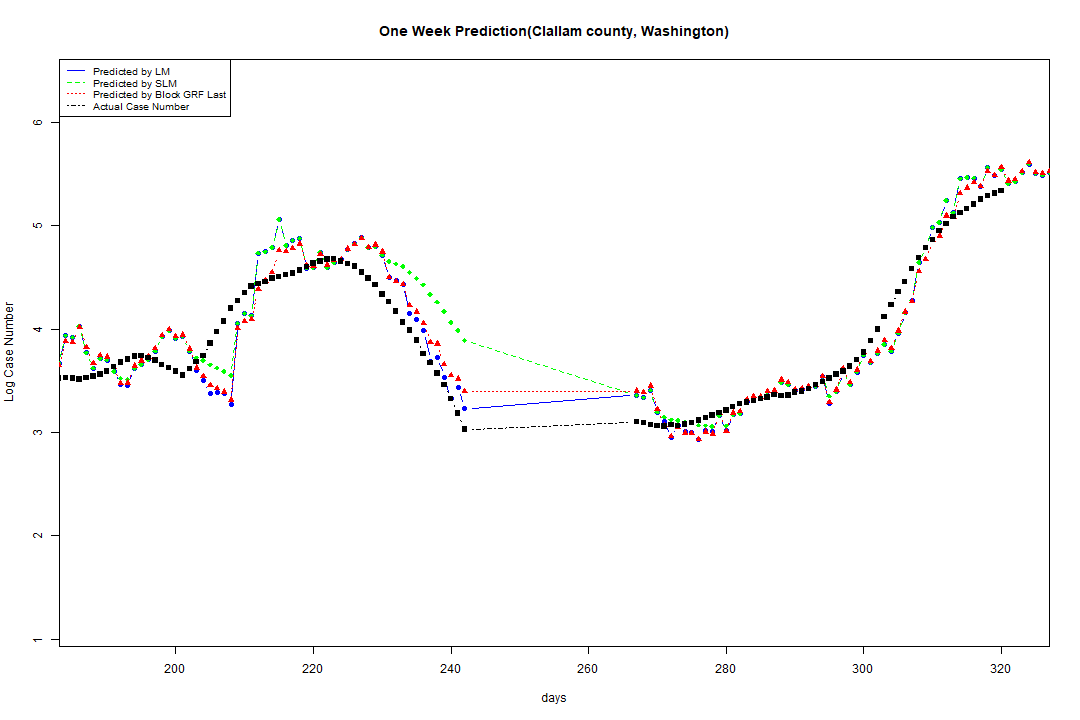 One Week Prediction(Clallam county, Washington)
Predicted by LM
Predicted by SLM
Predicted by Block GRF Last
Actual Case Number
Log Case Number
6
5
4
3
2
1
200 220 240 260 280 300 320
days